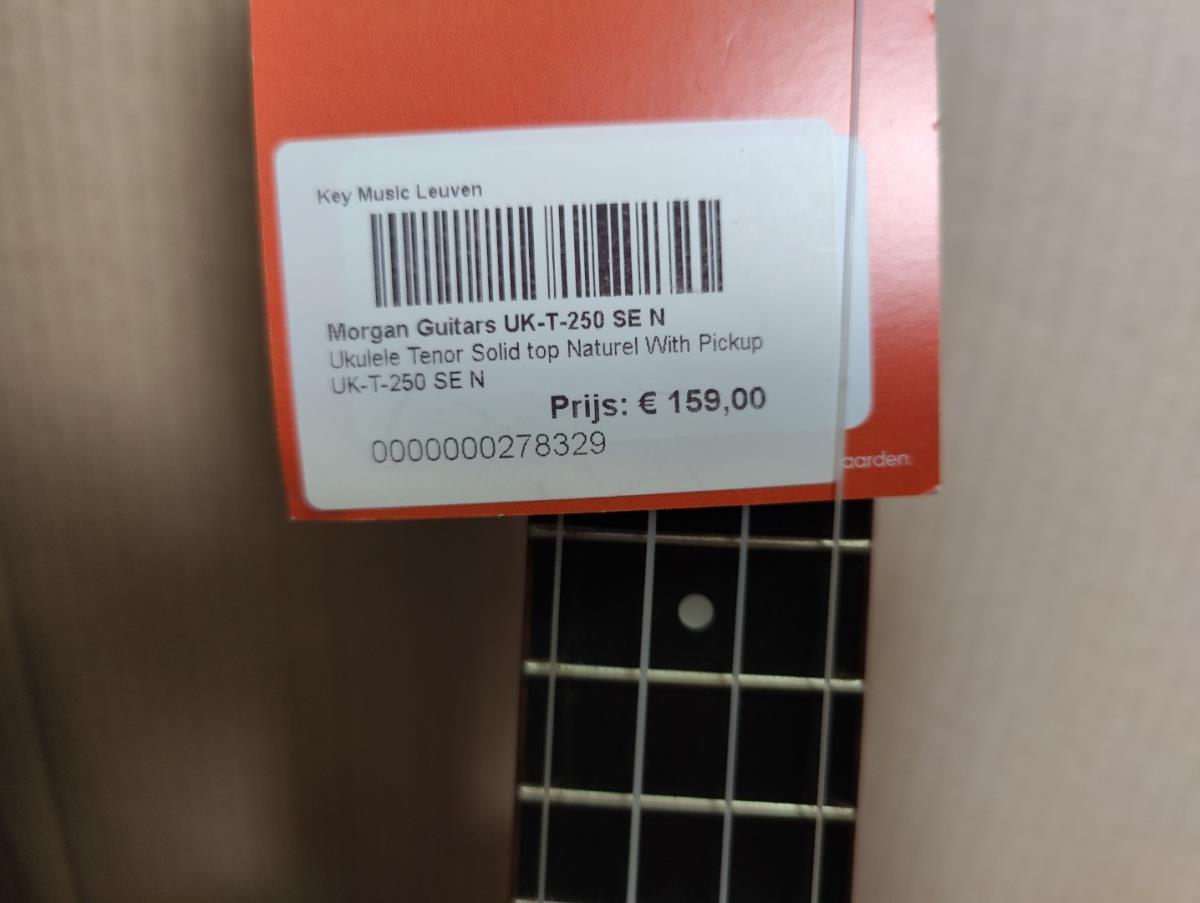 Key Music Leuven
Morgan Guitars UK-T-250 SE N
Ukulele Tenor Solid top Naturel With Pickup
UK-T-250 SE N
Prijs: € 159,00
0000000278329